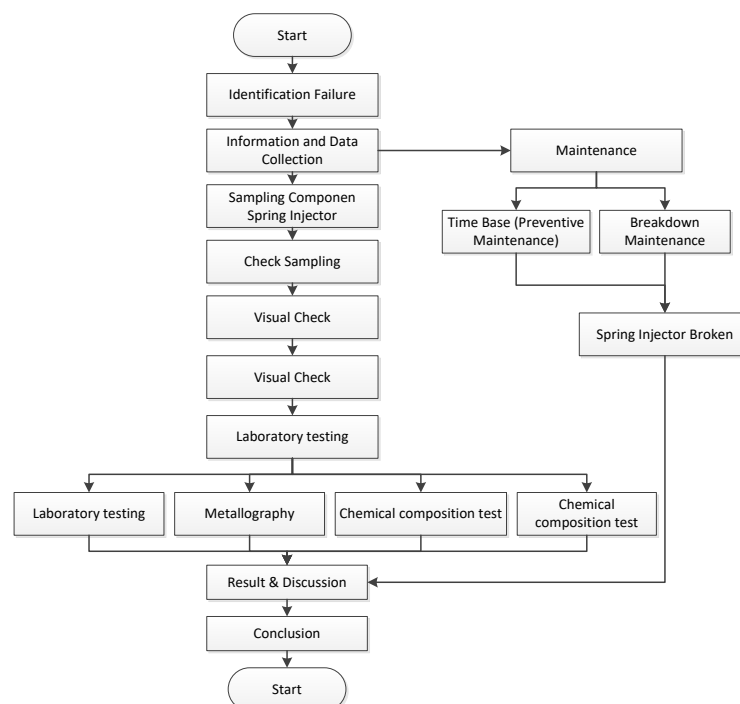 Start
Identification Failure
Information and Data
Collection
Maintenance
Sampling Componen
Spring Injector
Time Base (Preventive
Maintenance)
Breakdown
Maintenance
Check Sampling
Visual Check
Spring Injector Broken
Visual Check
Laboratory testing
Laboratory testing
Metallography
Chemical composition test
Chemical
composition test
Result & Discussion
Conclusion
Start